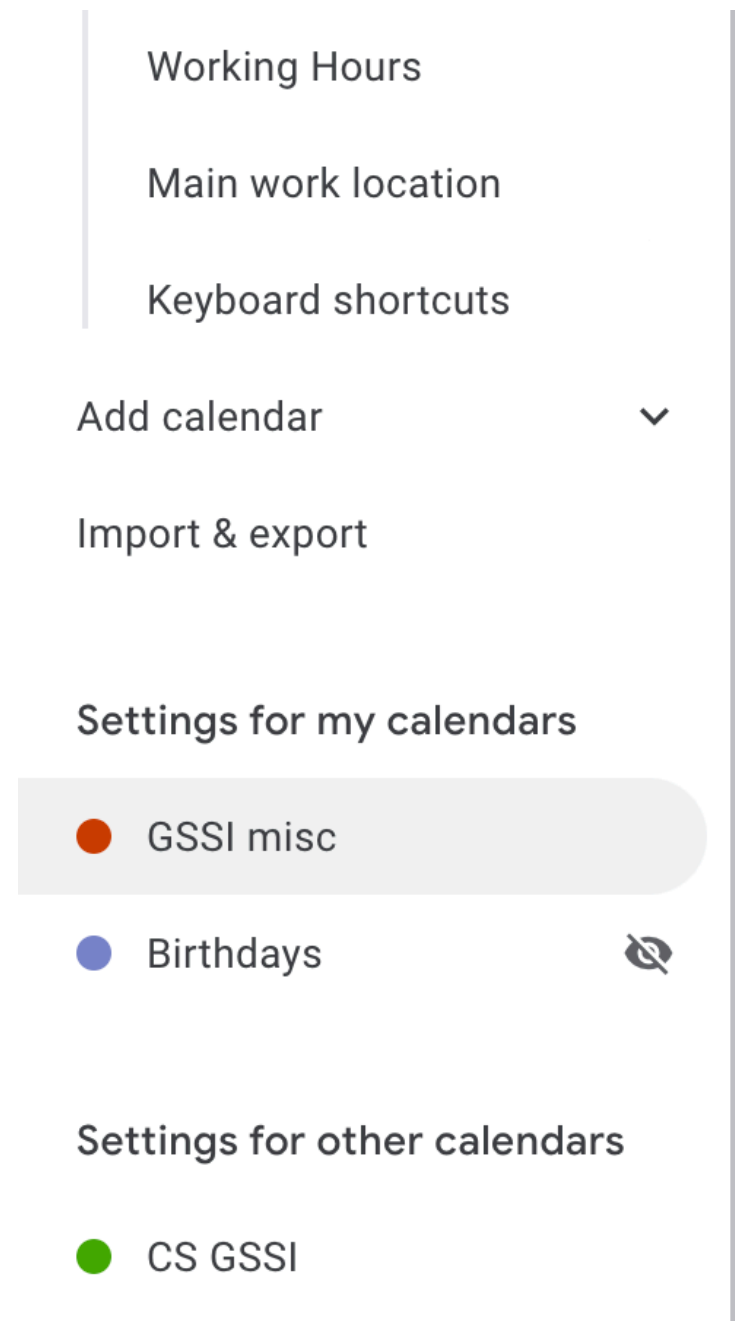 Working Hours
Main work location
Keyboard shortcuts
Add calendar
Import & export
Settings for my calendars
GSSI misc
Birthdays
Settings for other calendars
CS GSSI